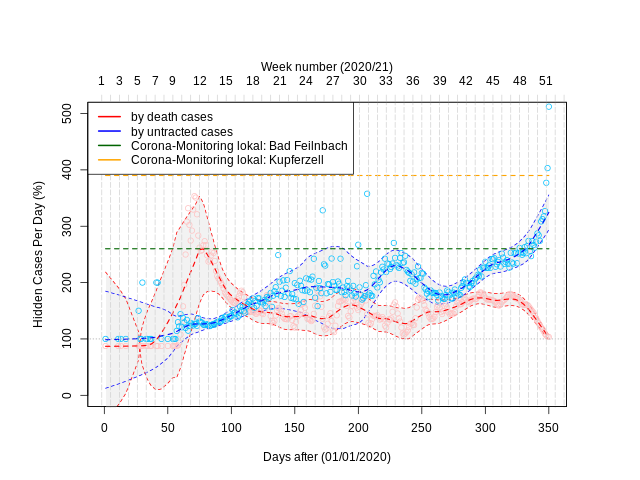 Week number (2020/21)
1 3 5 7 9 12 15 18 21 24 27 30 33 36 39 42 45 48 51
by death cases
by untracted cases
Corona-Monitoring lokal: Bad Feilnbach
Corona-Monitoring lokal: Kupferzell
500
400
300
200
100
0
Hidden Cases Per Day (%)
0 50 100 150 200 250 300 350
Days after (01/01/2020)